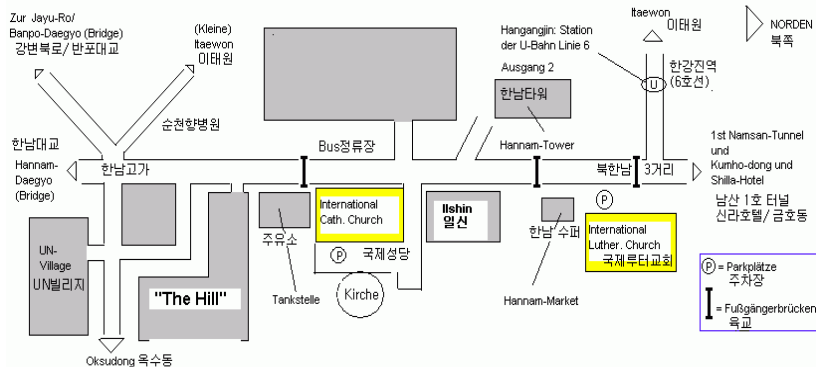 Zur Jayu-Ro/
Banpo-Daegyo (Bridge)
강변북로/ 반포대교
(Kleine)
Itaewon
이태원
순천향병원
한남대교
Hannam-
Daegyo
(Bridge)
한남고가
Bus정류장
Hangangjin: Station
der U-Bahn Linie 6
Ausgang 2
한남타워
Hannam-Tower
Itaewon
이태원
한강진역
(6호선)
U
NORDEN
북쪽
북한남
3거리
1st Namsan-Tunnel
und
Kumho-dong und
Shilla-Hotel
남산 1호 터널
신라호텔/ 금호동
UN-
Village
UN빌리지
"The Hill"
주유소
Tankstelle
International
Cath. Church
P
국제성당
Kirche
Ilshin
일신
한남 수퍼
Hannam-Market
P
International
Luther. Church
국제루터교회
P = Parkplätze
주차장
= Fußgängerbrücken
육교
Oksudong 옥수동